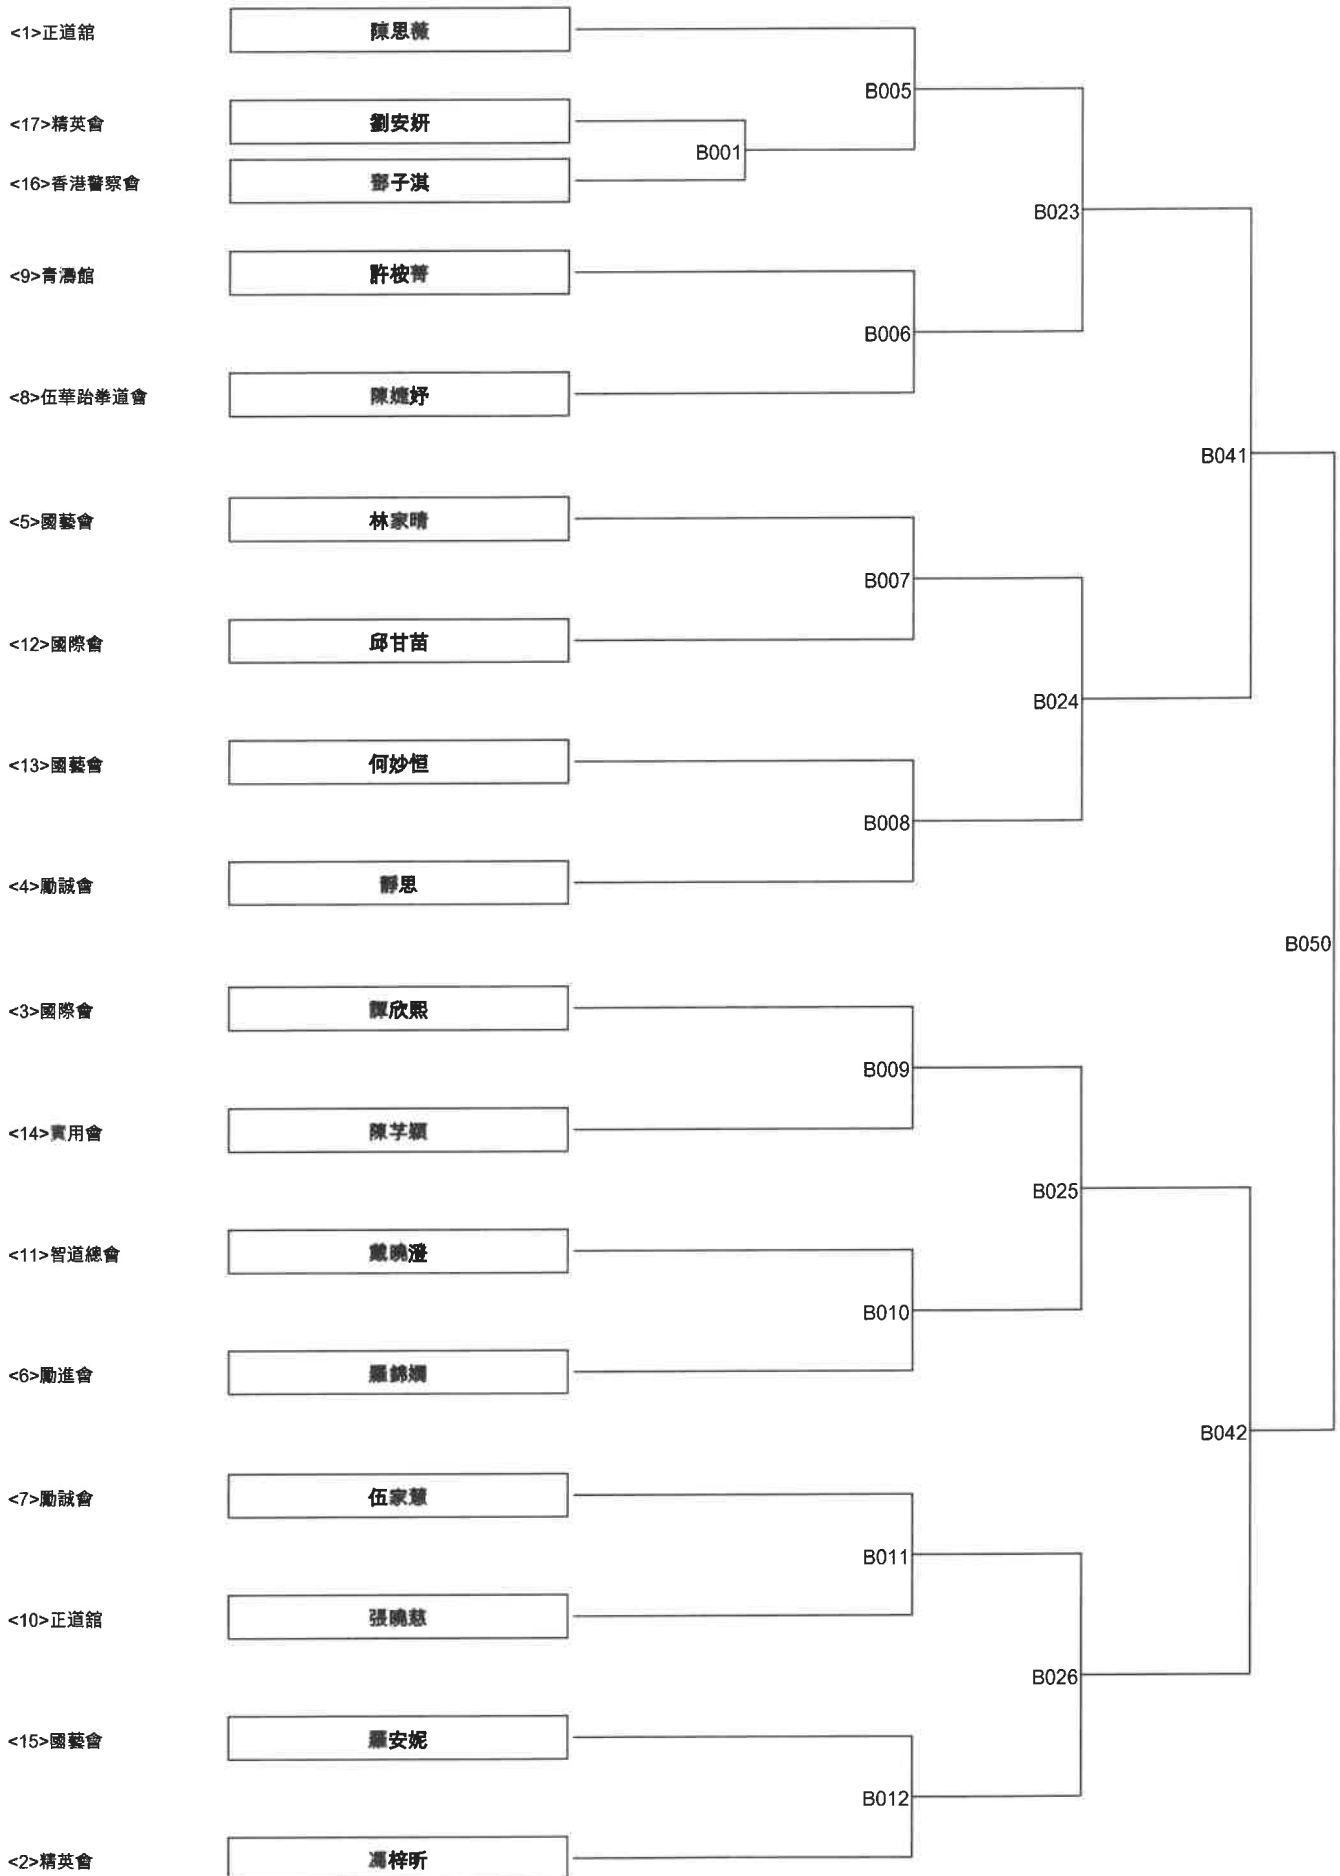 <1>正道舘 陳思薇
B005
<17>精英會 劉安妍
B001
<16>香港警察會 鄧子淇
B023
<9>青濤館 許桉菁
B006
<8>伍華跆拳道會 陳嬑妤
B041
<5>國藝會 林家晴
B007
<12>國際會 邱甘苗
B024
<13>國藝會 何妙恒
B008
<4>勵誠會 靜思
B050
<3>國際會 譚欣熙
B009
<14>實用會 陳芓穎
B025
<11>智道總會 戴曉澄
B010
<6>勵進會 羅錦嫻
B042
<7>勵誠會 伍家慧
B011
<10>正道舘 張曉慈
B026
<15>國藝會 羅安妮
B012
<2>精英會 馮梓昕